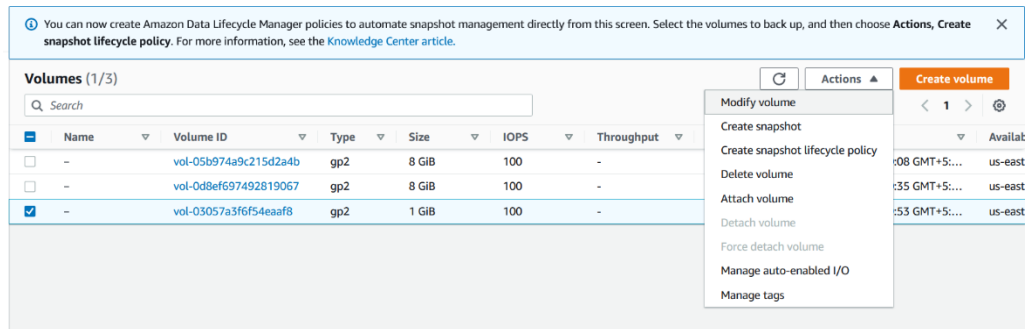 You can now create Amazon Data Lifecycle Manager policies to automate snapshot management directly from this screen. Select the volumes to back up, and then choose Actions, Create
snapshot lifecycle policy. For more information, see the Knowledge Center article.
Volumes (1/3)
Actions
Create volume
Search
1
Name Volume ID Type Size IOPS Throughput Availab
– vol-05b974a9c215d2a4b gp2 8 GiB 100 - :08 GMT+5:... us-east
– vol-0d8ef697492819067 gp2 8 GiB 100 - :35 GMT+5:... us-east
– vol-03057a3f6f54eaaf8 gp2 1 GiB 100 - :53 GMT+5:... us-east
Modify volume
Create snapshot
Create snapshot lifecycle policy
Delete volume
Attach volume
Detach volume
Force detach volume
Manage auto-enabled I/O
Manage tags